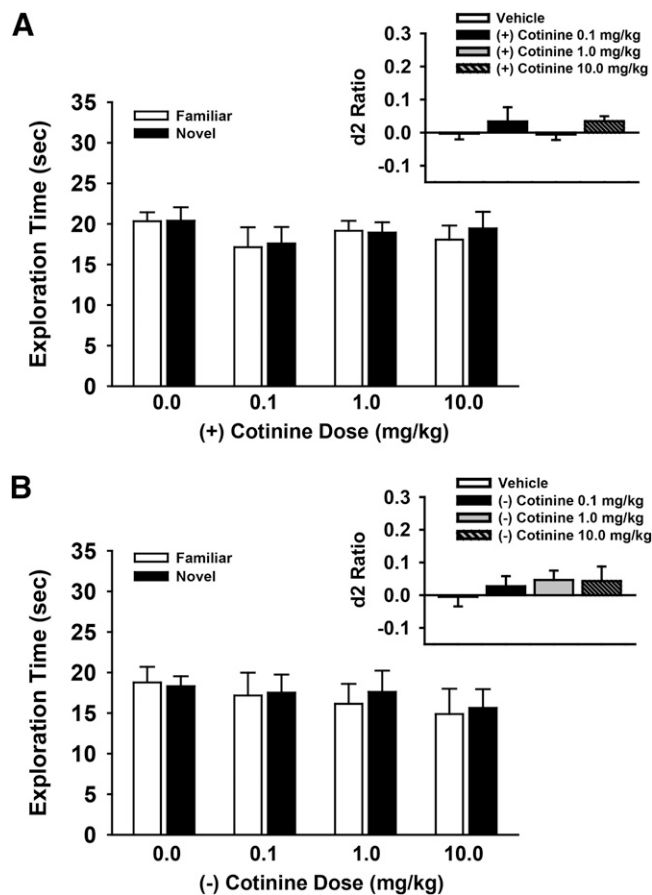 A
Vehicle
(+) Cotinine 0.1 mg/kg
(+) Cotinine 1.0 mg/kg
(+) Cotinine 10.0 mg/kg
d2 Ratio
0.3
0.2
0.1
0.0
-0.1
Familiar
Novel
Exploration Time (sec)
35
30
25
20
15
10
5
0
0.0 0.1 1.0 10.0
(+) Cotinine Dose (mg/kg)
B
Vehicle
(-) Cotinine 0.1 mg/kg
(-) Cotinine 1.0 mg/kg
(-) Cotinine 10.0 mg/kg
d2 Ratio
0.3
0.2
0.1
0.0
-0.1
Familiar
Novel
Exploration Time (sec)
35
30
25
20
15
10
5
0
0.0 0.1 1.0 10.0
(-) Cotinine Dose (mg/kg)